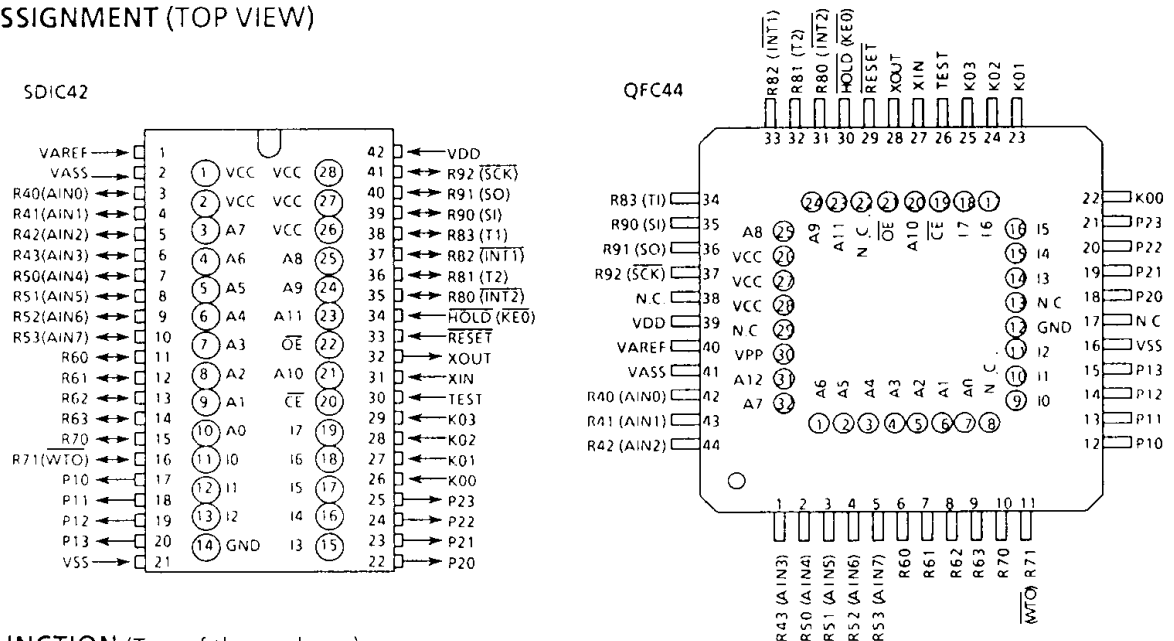 SSIGNMENT (TOP VIEW)
SDIC42
VAREF 1 42 VDD
VASS 2 1 VCC VCC 28 41 R92 (SCK)
R40(AIN0) 3 40 R91 (SO)
R41(AIN1) 4 2 VCC VCC 27 39 R90 (SI)
R42(AIN2) 5 3 A7 VCC 26 38 R83 (T1)
R43(AIN3) 6 37 R82 (INT1)
R50(AIN4) 7 4 A6 A8 25 36 R81 (T2)
R51(AIN5) 8 5 A5 A9 24 35 R80 (INT2)
R52(AIN6) 9 6 A4 A11 23 34 HOLD (KE0)
R53(AIN7) 10 7 A3 OE 22 33 RESET
R60 11 32 XOUT
R61 12 8 A2 A10 21 31 XIN
R62 13 9 A1 CE 20 30 TEST
R63 14 29 K03
R70 15 10 A0 I7 19 28 K02
R71(WTO) 16 11 I0 I6 18 27 K01
P10 17 26 K00
P11 18 12 I1 I5 17 25 P23
P12 19 13 I2 I4 16 24 P22
P13 20 14 GND I3 15 23 P21
VSS 21 22 P20
QFC44
R82 (INT1) R81 (T2) R80 (INT2) HOLD (KE0) RESET XOUT XIN TEST K03 K02 K01
33 32 31 30 29 28 27 26 25 24 23
R83 (TI) 34
R90 (SI) 35
R91 (SO) 36
R92 (SCK) 37
N.C. 38
VDD 39
VAREF 40
VASS 41
R40 (AIN0) 42
R41 (AIN1) 43
R42 (AIN2) 44
24 23 22 21 20 19 18 17
A9 A11 N.C. OE A10 CE I7 I6
A8 25
VCC 26
VCC 27
VCC 28
N.C 29
VPP 30
A12 31
A7 32
16 I5
15 I4
14 I3
13 N C
12 GND
11 I2
10 I1
9 I0
A6 A5 A4 A3 A2 A1 A0 N.C.
1 2 3 4 5 6 7 8
22 K00
21 P23
20 P22
19 P21
18 P20
17 N C
16 VSS
15 P13
14 P12
13 P11
12 P10
1 2 3 4 5 6 7 8 9 10 11
R43 (AIN3) R50 (AIN4) R51 (AIN5) R52 (AIN6) R53 (AIN7) R60 R61 R62 R63 R70 (WTO) R71